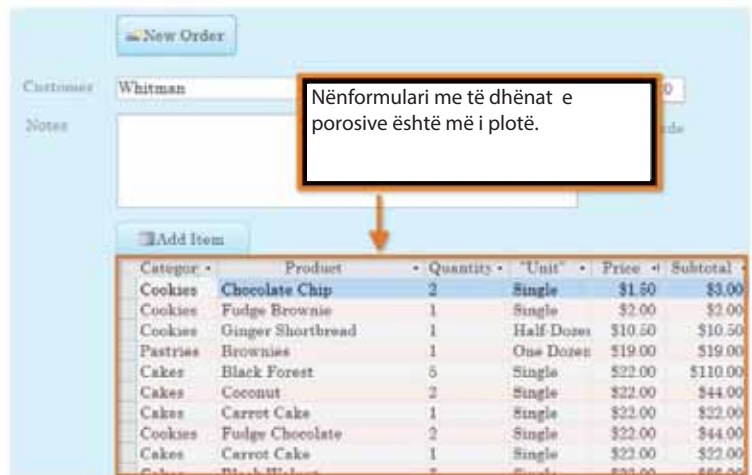 New Order
Customer Whitman 0
Nënformulari me të dhënat e
porosive është më i plotë.
Notes
Add Item
Categor Product Quantity "Unit" Price Subtotal
Cookies Chocolate Chip 2 Single $1.50 $3.00
Cookies Fudge Brownie 1 Single $2.00 $2.00
Cookies Ginger Shortbread 1 Half-Dozen $10.50 $10.50
Pastries Brownies 1 One Dozen $19.00 $19.00
Cakes Black Forest 5 Single $22.00 $110.00
Cakes Coconut 2 Single $22.00 $44.00
Cakes Carrot Cake 1 Single $22.00 $22.00
Cookies Fudge Chocolate 2 Single $22.00 $44.00
Cakes Carrot Cake 1 Single $22.00 $22.00